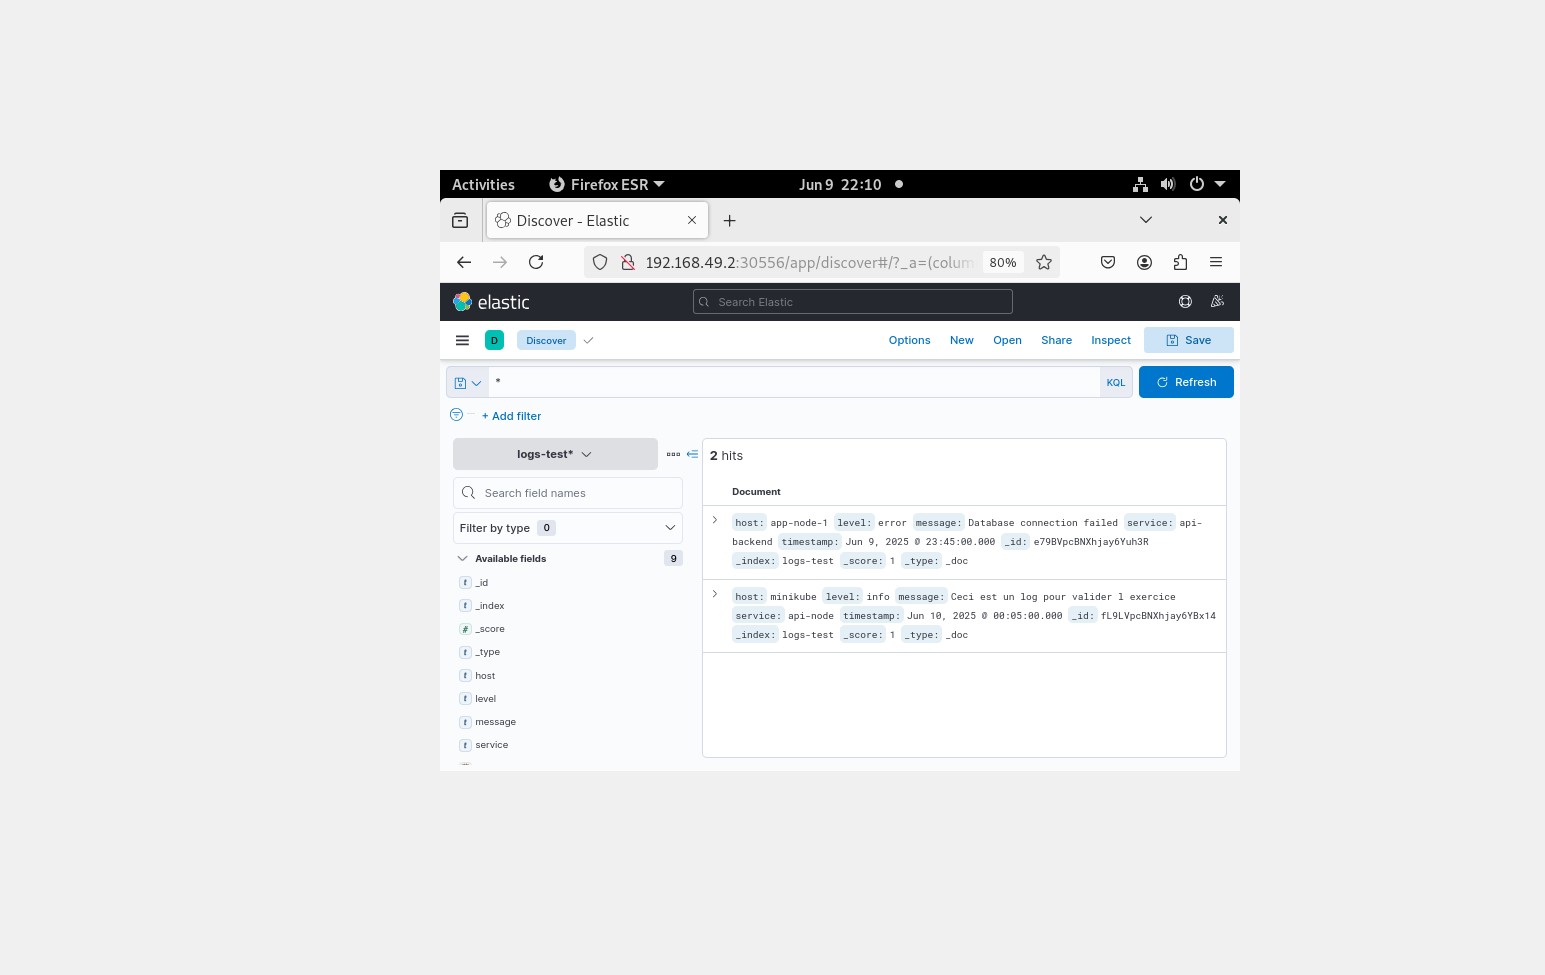 Activities Firefox ESR Jun 9 22:10
Discover - Elastic
192.168.49.2:30556/app/discover#/?_a=(colum 80%
elastic Search Elastic
D Discover Options New Open Share Inspect Save
* KQL Refresh
+ Add filter
logs-test*
2 hits
Search field names
Document
Filter by type 0
Available fields 9
_id
_index
_score
_type
host
level
message
service
host: app-node-1 level: error message: Database connection failed service: api-
backend timestamp: Jun 9, 2025 @ 23:45:00.000 _id: e79BVpcBNXhjay6Yuh3R
_index: logs-test _score: 1 _type: _doc
host: minikube level: info message: Ceci est un log pour valider l exercice
service: api-node timestamp: Jun 10, 2025 @ 00:05:00.000 _id: fL9LVpcBNXhjay6YBx14
_index: logs-test _score: 1 _type: _doc